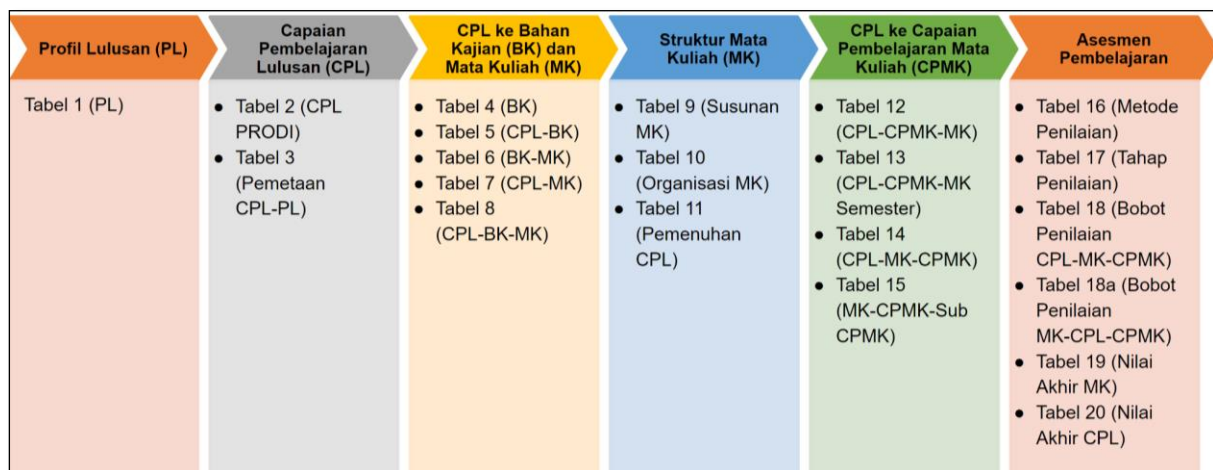 Profil Lulusan (PL)
Capaian
Pembelajaran
Lulusan (CPL)
CPL ke Bahan
Kajian (BK) dan
Mata Kuliah (MK)
Struktur Mata
Kuliah (MK)
CPL ke Capaian
Pembelajaran Mata
Kuliah (CPMK)
Asesmen
Pembelajaran
Tabel 1 (PL)
● Tabel 2 (CPL
PRODI)
● Tabel 3
(Pemetaan
CPL-PL)
● Tabel 4 (BK)
● Tabel 5 (CPL-BK)
● Tabel 6 (BK-MK)
● Tabel 7 (CPL-MK)
● Tabel 8
(CPL-BK-MK)
● Tabel 9 (Susunan
MK)
● Tabel 10
(Organisasi MK)
● Tabel 11
(Pemenuhan
CPL)
● Tabel 12
(CPL-CPMK-MK)
● Tabel 13
(CPL-CPMK-MK
Semester)
● Tabel 14
(CPL-MK-CPMK)
● Tabel 15
(MK-CPMK-Sub
CPMK)
● Tabel 16 (Metode
Penilaian)
● Tabel 17 (Tahap
Penilaian)
● Tabel 18 (Bobot
Penilaian
CPL-MK-CPMK)
● Tabel 18a (Bobot
Penilaian
MK-CPL-CPMK)
● Tabel 19 (Nilai
Akhir MK)
● Tabel 20 (Nilai
Akhir CPL)